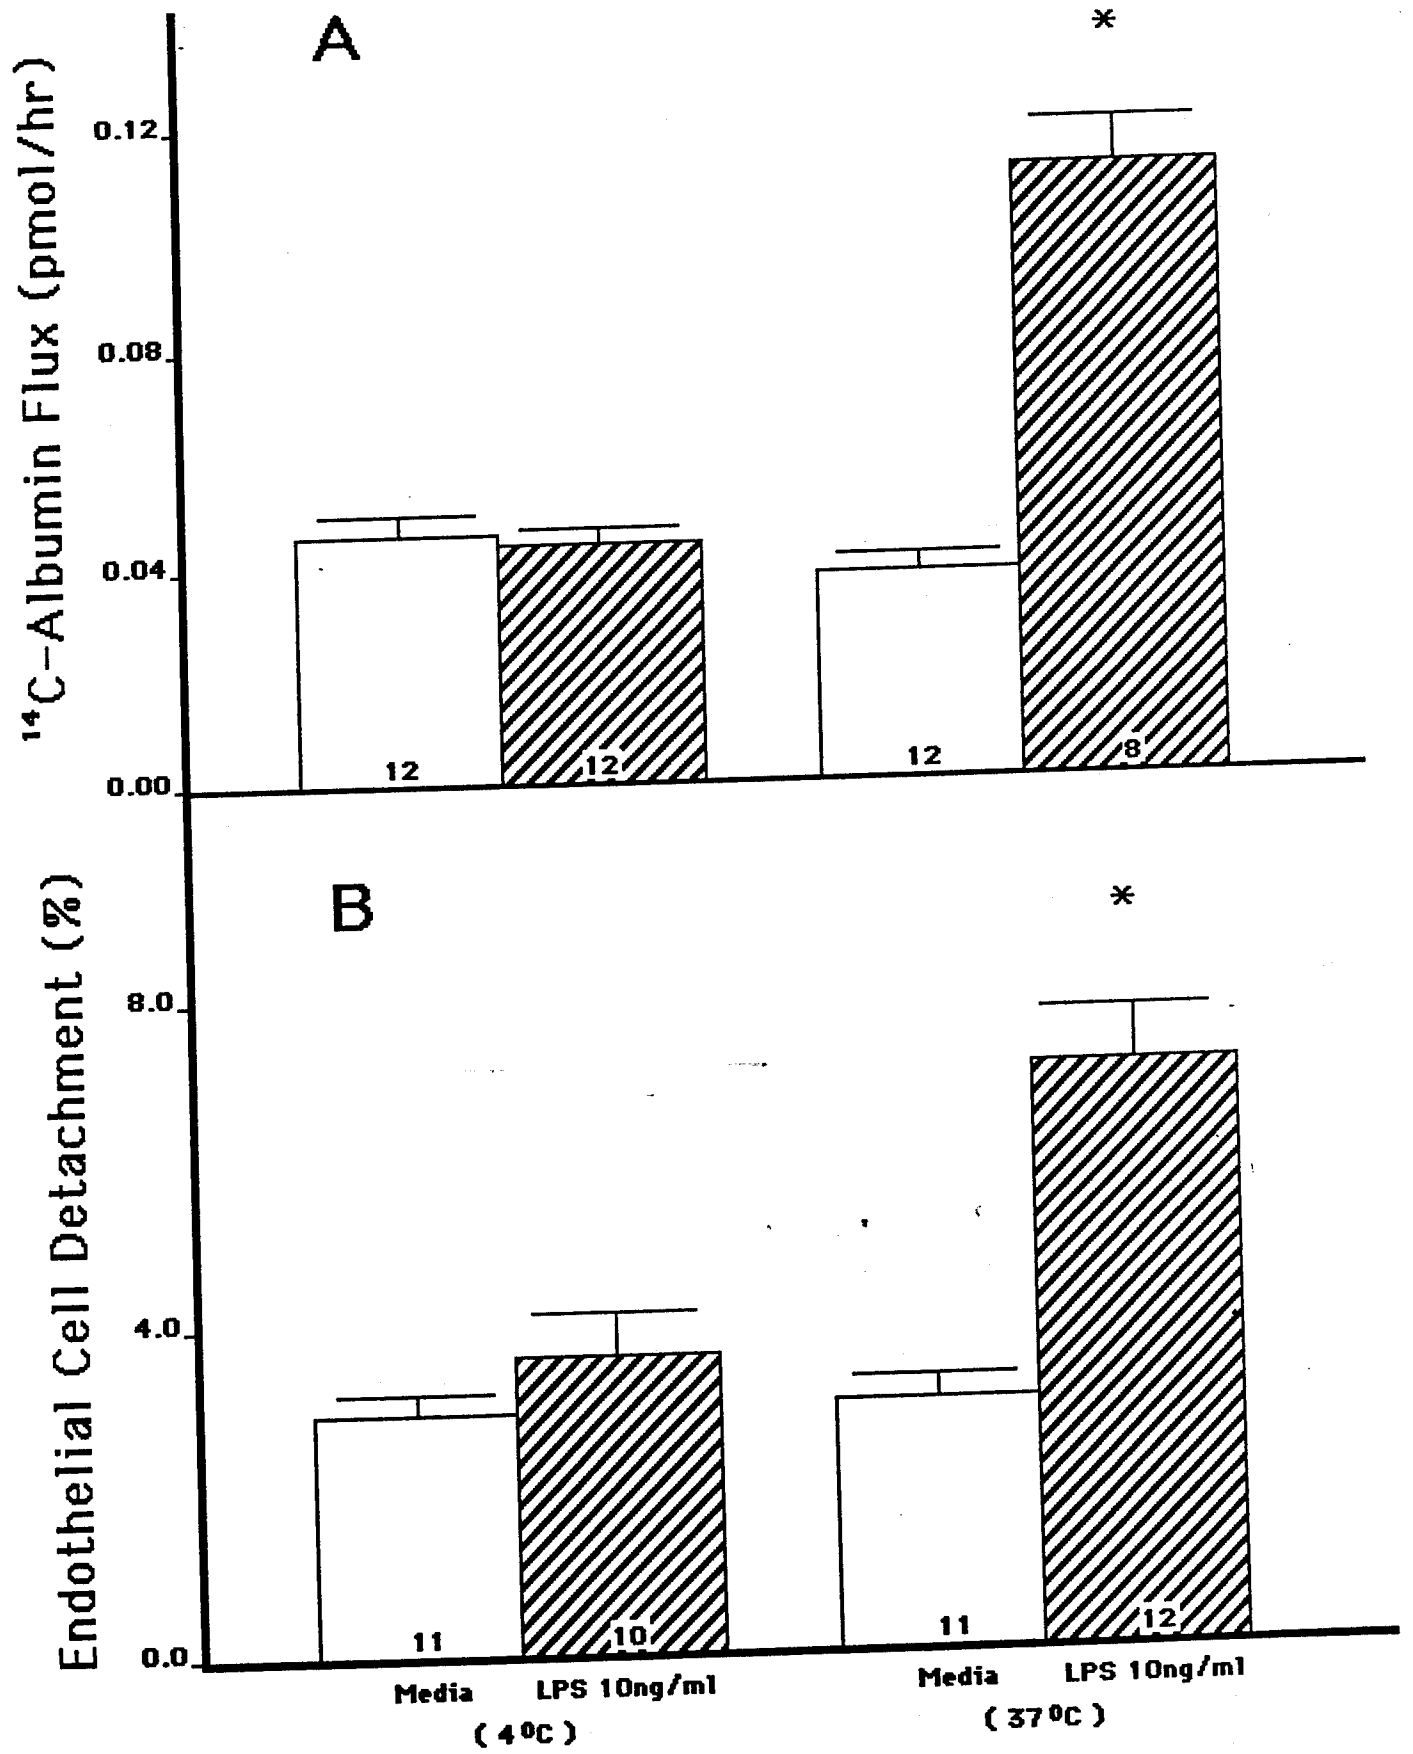 A
*
¹⁴C-Albumin Flux (pmol/hr)
0.12
0.08
0.04
0.00
12
12
12
8
B
*
Endothelial Cell Detachment (%)
8.0
4.0
0.0
11
10
11
12
Media
LPS 10ng/ml
Media
LPS 10ng/ml
(4⁰C)
(37⁰C)